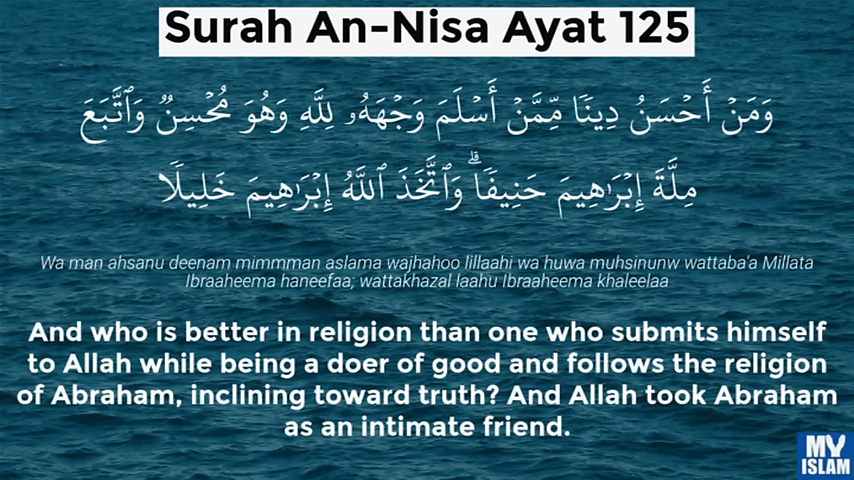 Surah An-Nisa Ayat 125
وَمَنْ أَحْسَنُ دِينًا مِّمَّنْ أَسْلَمَ وَجْهَهُۥ لِلَّهِ وَهُوَ مُحْسِنٌ وَٱتَّبَعَ
مِلَّةَ إِبْرَٰهِيمَ حَنِيفًا ۗ وَٱتَّخَذَ ٱللَّهُ إِبْرَٰهِيمَ خَلِيلًا
Wa man ahsanu deenam mimmman aslama wajhahoo lillaahi wa huwa muhsinunw wattaba'a Millata
Ibraaheema haneefaa; wattakhazal laahu Ibraaheema khaleelaa
And who is better in religion than one who submits himself
to Allah while being a doer of good and follows the religion
of Abraham, inclining toward truth? And Allah took Abraham
as an intimate friend.
MY
ISLAM